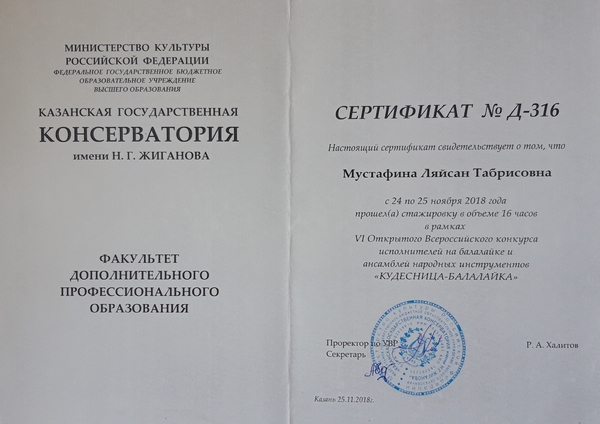 МИНИСТЕРСТВО КУЛЬТУРЫ
РОССИЙСКОЙ ФЕДЕРАЦИИ
ФЕДЕРАЛЬНОЕ ГОСУДАРСТВЕННОЕ БЮДЖЕТНОЕ
ОБРАЗОВАТЕЛЬНОЕ УЧРЕЖДЕНИЕ
ВЫСШЕГО ОБРАЗОВАНИЯ
КАЗАНСКАЯ ГОСУДАРСТВЕННАЯ
КОНСЕРВАТОРИЯ
имени Н. Г. ЖИГАНОВА
ФАКУЛЬТЕТ
ДОПОЛНИТЕЛЬНОГО
ПРОФЕССИОНАЛЬНОГО
ОБРАЗОВАНИЯ
СЕРТИФИКАТ № Д-316
Настоящий сертификат свидетельствует о том, что
Мустафина Ляйсан Табрисовна
с 24 по 25 ноября 2018 года
прошел(а) стажировку в объеме 16 часов
в рамках
VI Открытого Всероссийского конкурса
исполнителей на балалайке и
ансамблей народных инструментов
«КУДЕСНИЦА-БАЛАЛАЙКА»
Проректор по УВР
Р. А. Халитов
Секретарь
Казань 25.11.2018г.